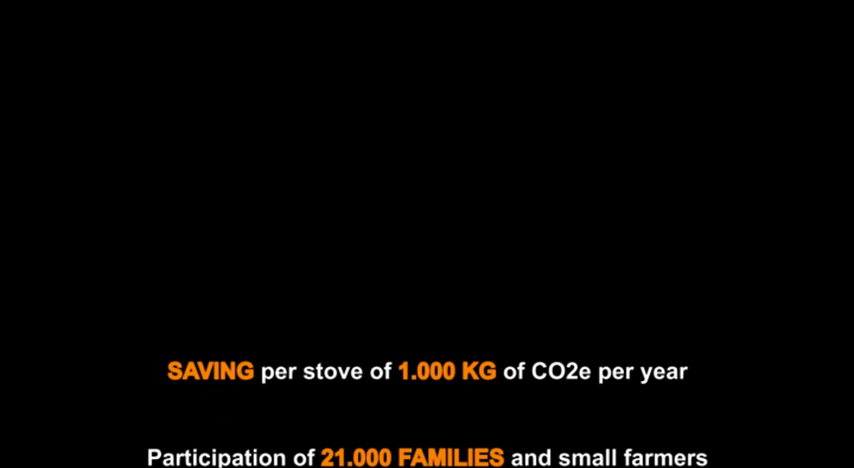 SAVING per stove of 1.000 KG of CO2e per year
Participation of 21.000 FAMILIES and small farmers